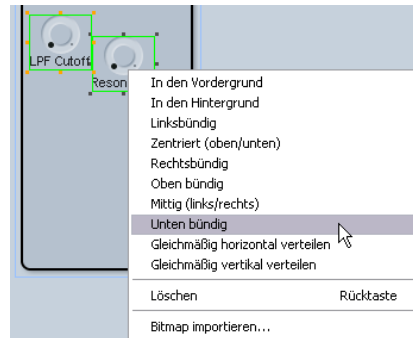 LPF Cutoff
Reson
In den Vordergrund
In den Hintergrund
Linksbündig
Zentriert (oben/unten)
Rechtsbündig
Oben bündig
Mittig (links/rechts)
Unten bündig
Gleichmäßig horizontal verteilen
Gleichmäßig vertikal verteilen
Löschen Rücktaste
Bitmap importieren...